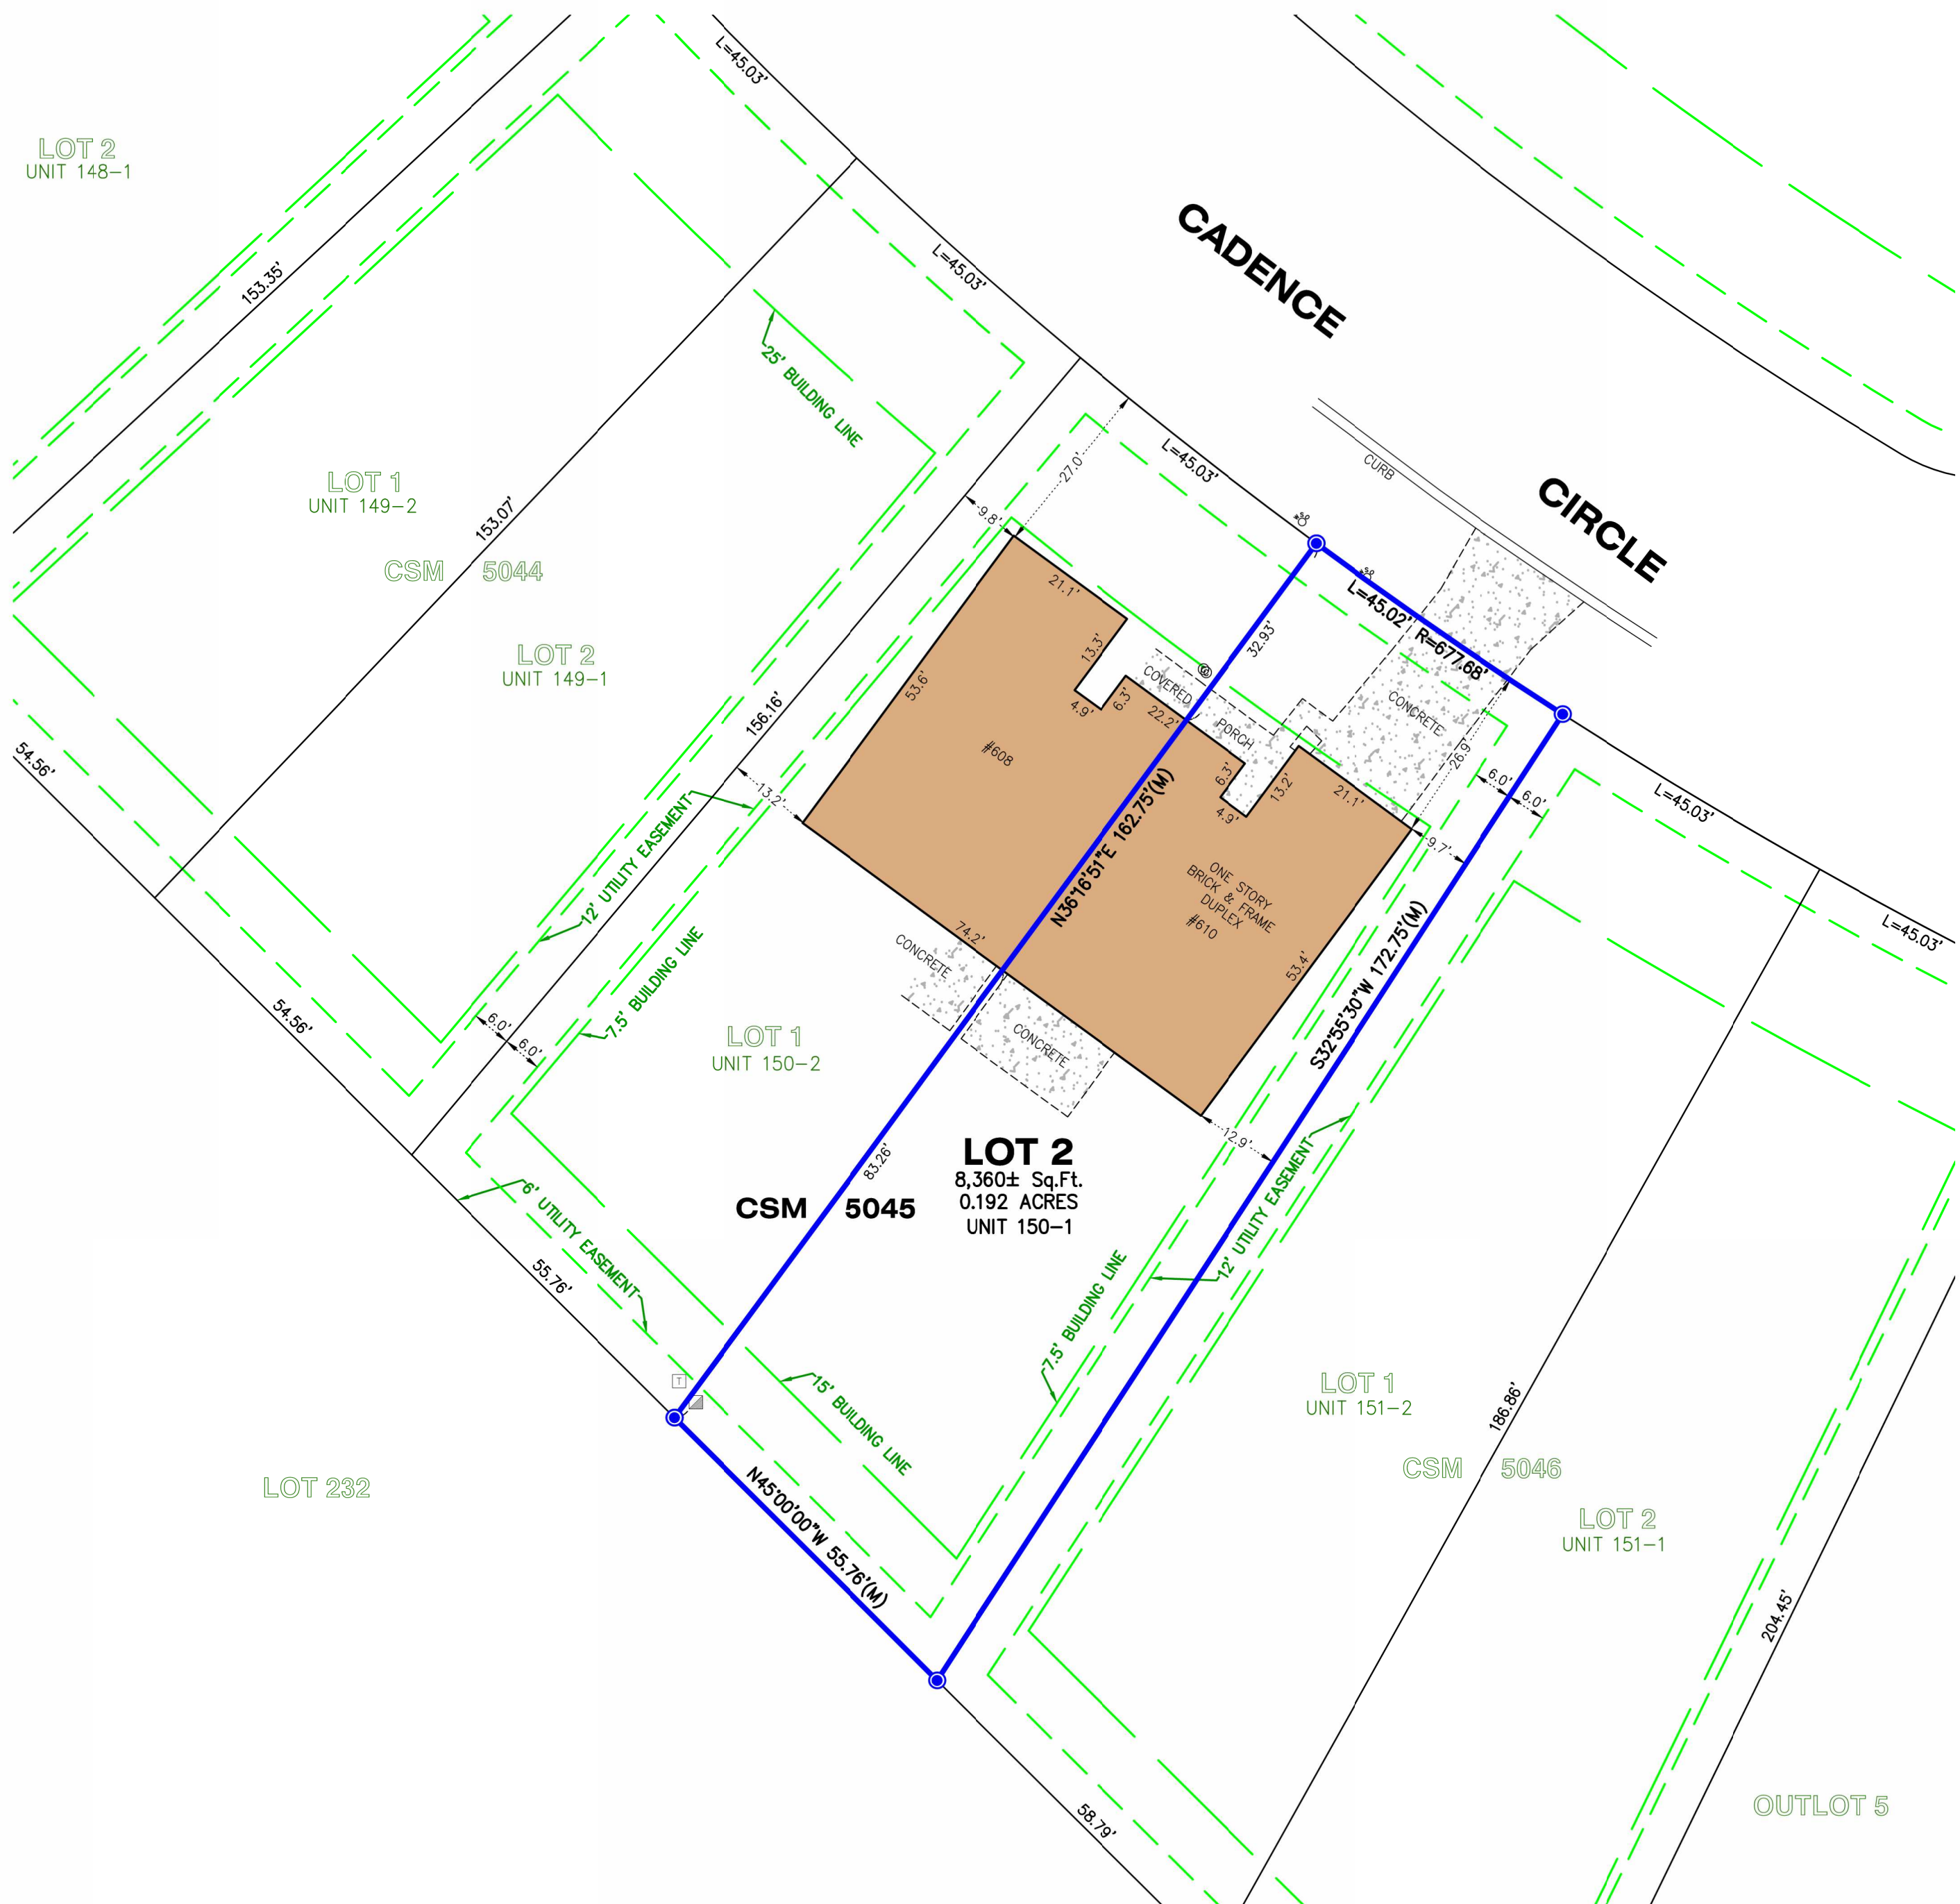 L=45.03'
LOT 2
UNIT 148-1
153.35'
L=45.03'
CADENCE
25' BUILDING LINE
LOT 1
UNIT 149-2
153.07'
CSM 5044
LOT 2
UNIT 149-1
27.0'
9.8'
L=45.03'
CURB
CIRCLE
21.1'
13.3'
4.9'
6.3'
53.6'
#608
COVERED
PORCH
22.2'
32.93'
L=45.02' R=677.68'
CONCRETE
26.9'
6.3'
4.9'
13.2'
21.1'
6.0'
6.0'
9.7'
L=45.03'
L=45.03'
54.56'
156.16'
13.2'
12' UTILITY EASEMENT
7.5' BUILDING LINE
N36°16'51"E 162.75'(M)
ONE STORY
BRICK & FRAME
DUPLEX
#610
74.2'
53.4'
CONCRETE
CONCRETE
S32°55'30"W 172.75'(M)
54.56'
6.0'
6.0'
LOT 1
UNIT 150-2
83.26'
12.9'
LOT 2
8,360± Sq.Ft.
0.192 ACRES
UNIT 150-1
CSM 5045
6' UTILITY EASEMENT
55.76'
12' UTILITY EASEMENT
7.5' BUILDING LINE
15' BUILDING LINE
T
LOT 1
UNIT 151-2
186.86'
CSM 5046
LOT 232
N45°00'00"W 55.76'(M)
LOT 2
UNIT 151-1
204.45'
58.79'
OUTLOT 5